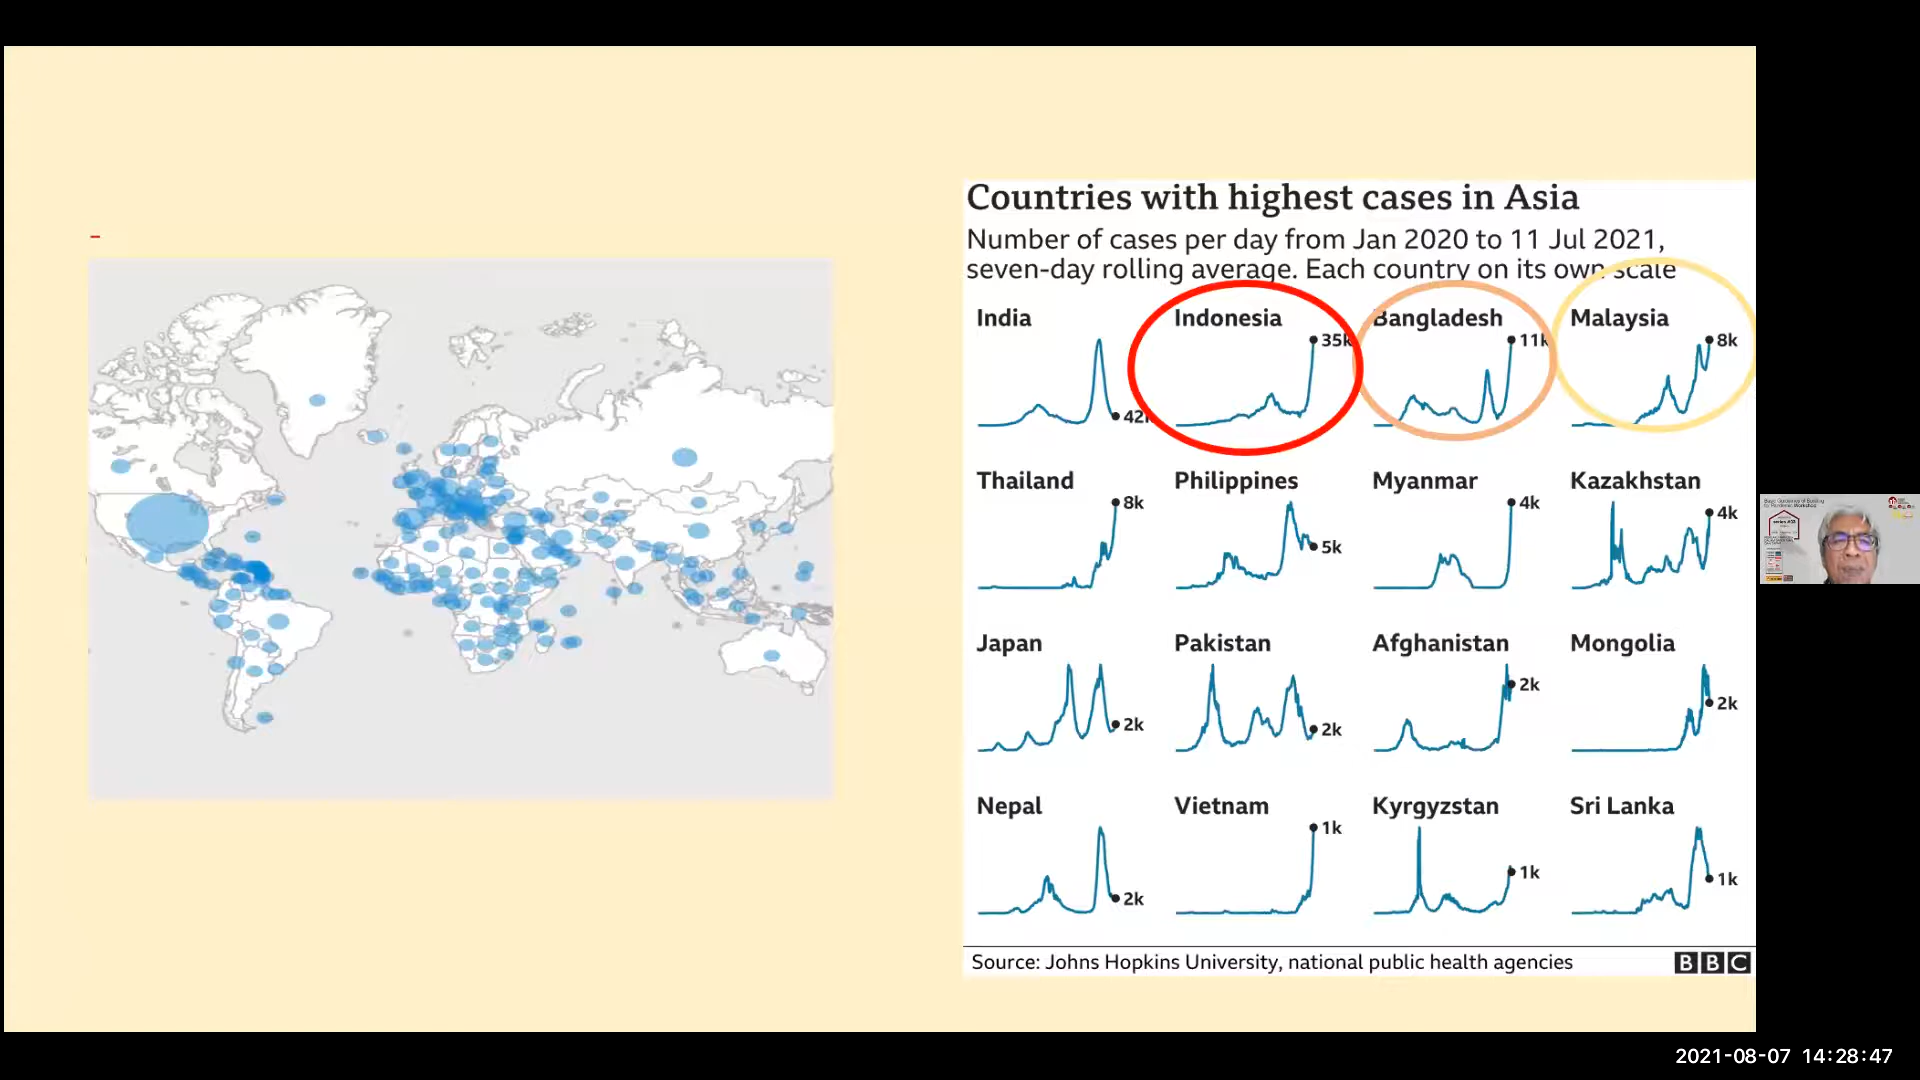 Countries with highest cases in Asia
Number of cases per day from Jan 2020 to 11 Jul 2021,
seven-day rolling average. Each country on its own scale
India Indonesia Bangladesh Malaysia
42 35k 11k 8k
Thailand Philippines Myanmar Kazakhstan
8k 5k 4k 4k
Japan Pakistan Afghanistan Mongolia
2k 2k 2k 2k
Nepal Vietnam Kyrgyzstan Sri Lanka
2k 1k 1k 1k
Source: Johns Hopkins University, national public health agencies
BBC
2021-08-07 14:28:47